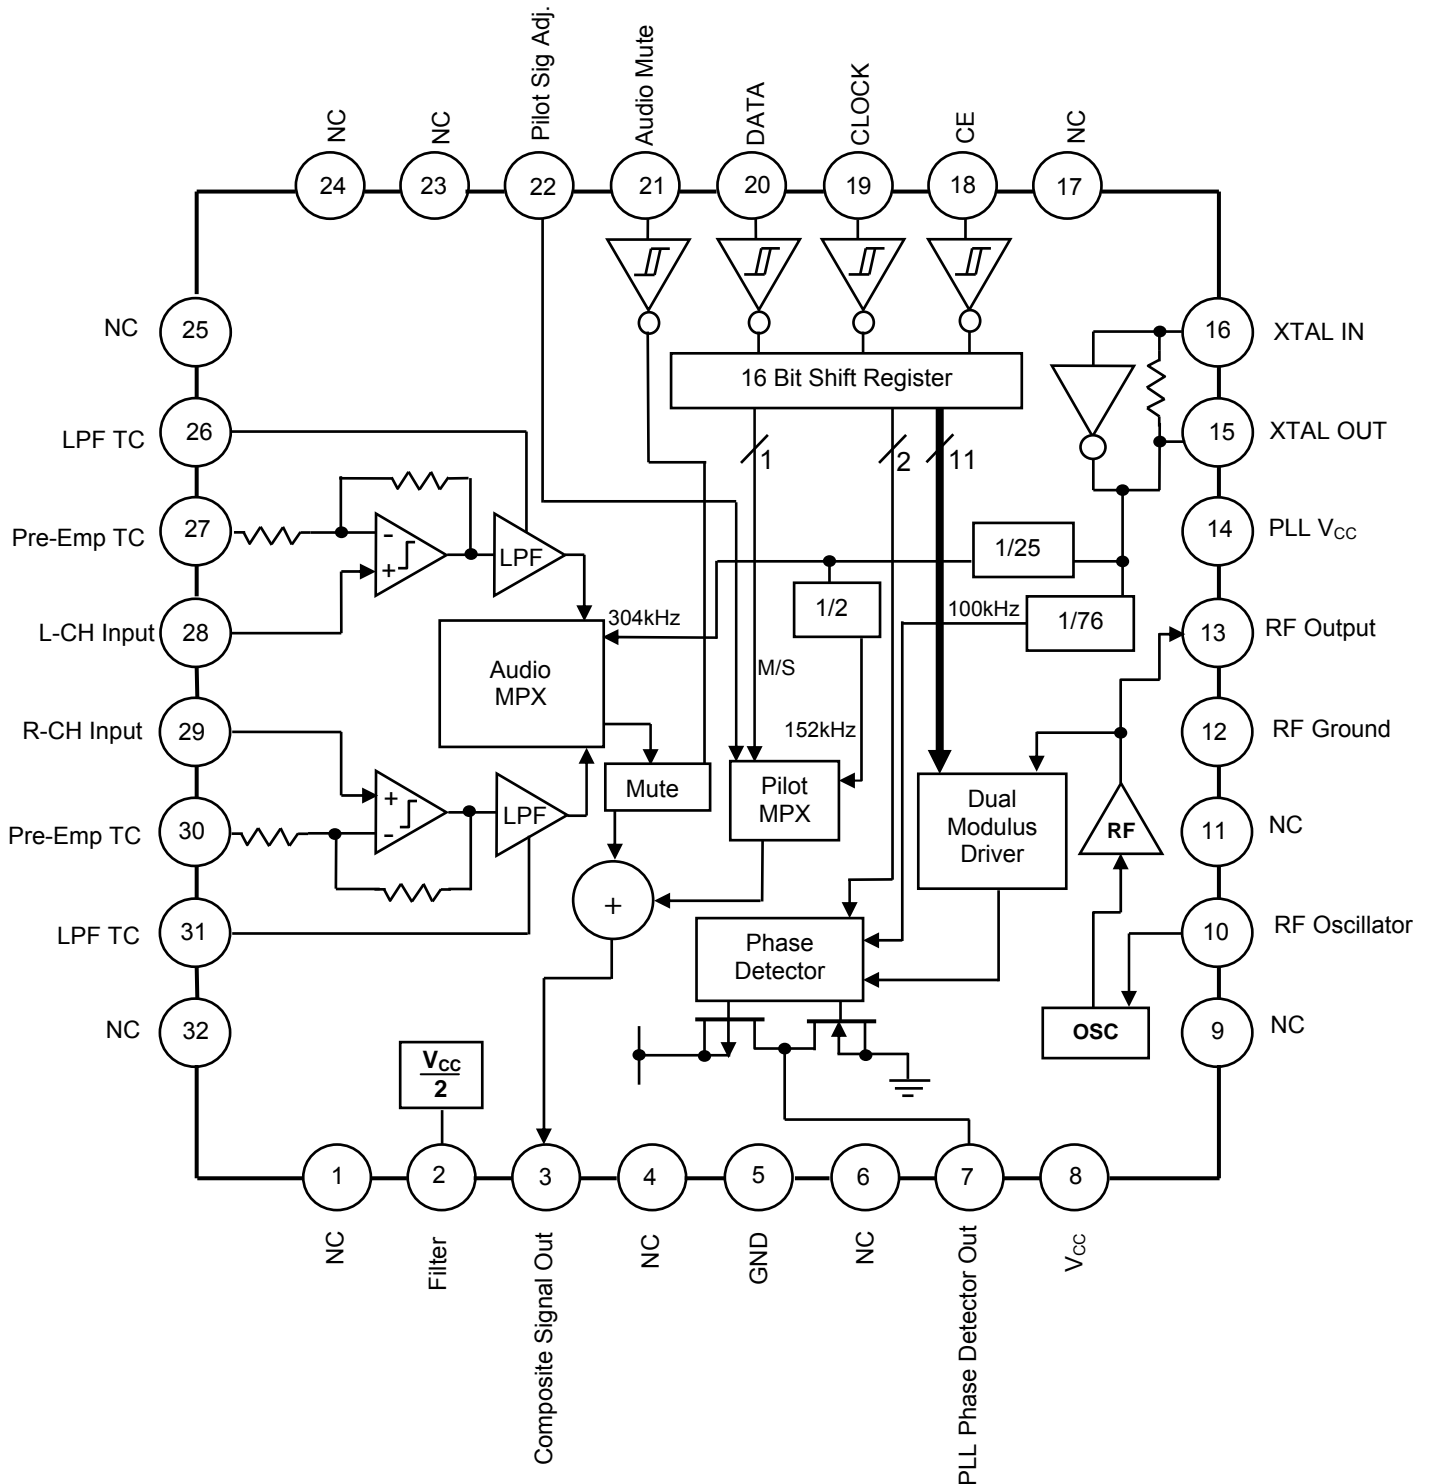 Pilot Sig Adj.
Audio Mute
DATA
CLOCK
CE
NC
NC
NC
24
23
22
21
20
19
18
17
NC
25
16
XTAL IN
16 Bit Shift Register
LPF TC
26
15
XTAL OUT
1
2
11
Pre-Emp TC
27
-
+
LPF
1/25
14
PLL VCC
1/2
100kHz
1/76
304kHz
L-CH Input
28
13
RF Output
Audio
MPX
M/S
R-CH Input
29
152kHz
12
RF Ground
+
-
LPF
Mute
Pilot
MPX
Dual
Modulus
Driver
RF
Pre-Emp TC
30
11
NC
+
LPF TC
31
Phase
Detector
10
RF Oscillator
NC
32
OSC
9
NC
VCC
2
1
2
3
4
5
6
7
8
NC
Filter
Composite Signal Out
NC
GND
NC
PLL Phase Detector Out
VCC